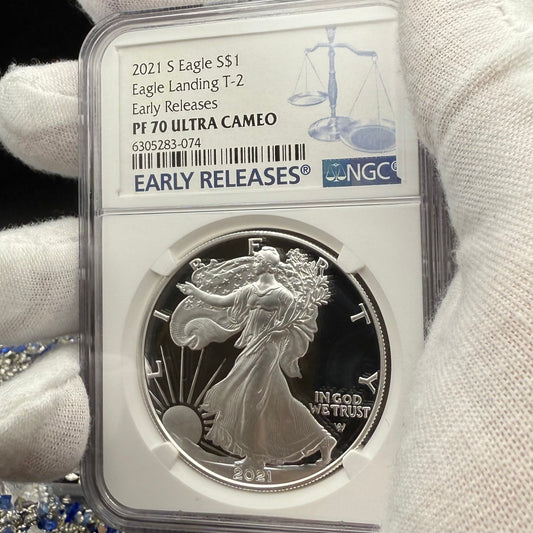 2021 S Eagle S$1
Eagle Landing T-2
Early Releases
PF 70 ULTRA CAMEO
6305283-074
EARLY RELEASES®
NGC®
LIBERTY
IN GOD
WE TRUST
W
2021